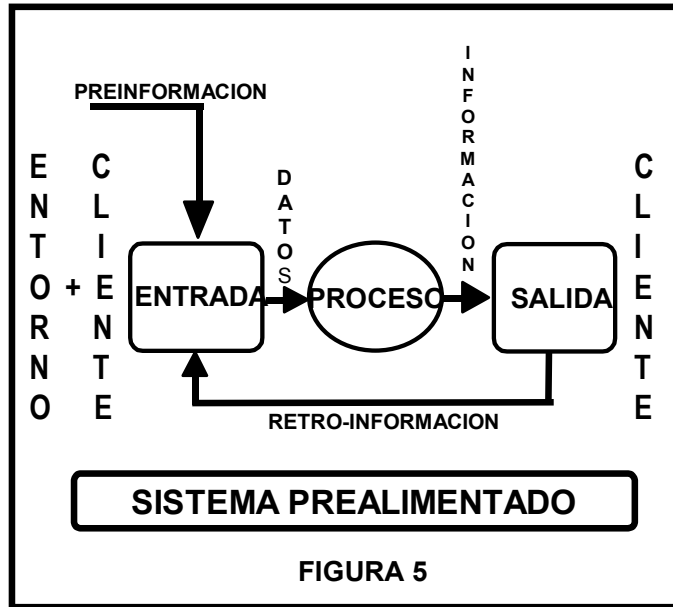 PREINFORMACION
ENTORNO
+
CLIENTE
ENTRADA
DATOS
PROCESO
INFORMACION
SALIDA
CLIENTE
RETRO-INFORMACION
SISTEMA PREALIMENTADO
FIGURA 5